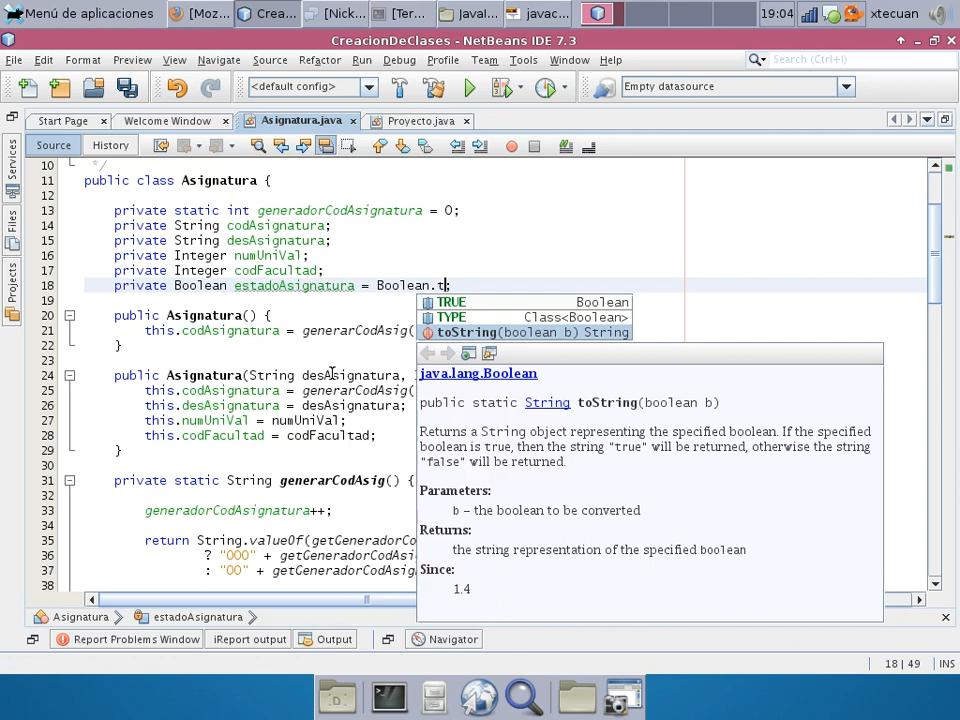 Menú de aplicaciones
[Moz...
Crea...
[Nick...
[Ter...
Javal...
javac...
19:04
xtecuan
CreacionDeClases - NetBeans IDE 7.3
File Edit Format Preview View Navigate Source Refactor Run Debug Profile Team Tools Window Help
Search (Ctrl+I)
<default config>
Empty datasource
Start Page
Welcome Window
Asignatura.java
Proyecto.java
Source History
Services
Files
Projects
10 */
11 public class Asignatura {
12
13 private static int generadorCodAsignatura = 0;
14 private String codAsignatura;
15 private String desAsignatura;
16 private Integer numUniVal;
17 private Integer codFacultad;
18 private Boolean estadoAsignatura = Boolean.t;
19
20 public Asignatura() {
21 this.codAsignatura = generarCodAsig(
22 }
23
24 public Asignatura(String desAsignatura,
25 this.codAsignatura = generarCodAsig(
26 this.desAsignatura = desAsignatura;
27 this.numUniVal = numUniVal;
28 this.codFacultad = codFacultad;
29 }
30
31 private static String generarCodAsig() {
32
33 generadorCodAsignatura++;
34
35 return String.valueOf(getGeneradorCod
36 ? "000" + getGeneradorCodAsi
37 : "00" + getGeneradorCodAsig
38
TRUE Boolean
TYPE Class<Boolean>
toString(boolean b) String
java.lang.Boolean
public static String toString(boolean b)
Returns a String object representing the specified boolean. If the specified
boolean is true, then the string "true" will be returned, otherwise the string
"false" will be returned.
Parameters:
b – the boolean to be converted
Returns:
the string representation of the specified boolean
Since:
1.4
Asignatura
estadoAsignatura
Report Problems Window
iReport output
Output
Navigator
18 | 49 INS